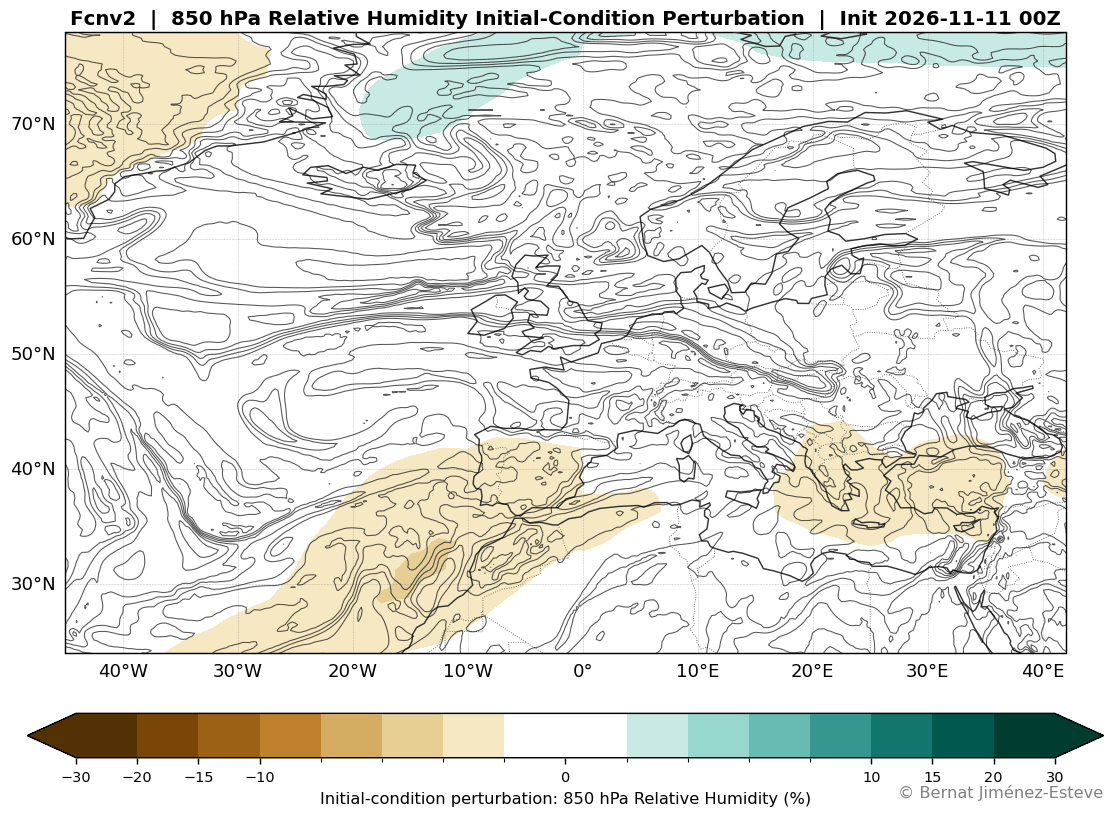 Fcnv2 | 850 hPa Relative Humidity Initial-Condition Perturbation | Init 2026-11-11 00Z
70°N
60°N
50°N
40°N
30°N
40°W 30°W 20°W 10°W 0° 10°E 20°E 30°E 40°E
−30 −20 −15 −10 0 10 15 20 30
Initial-condition perturbation: 850 hPa Relative Humidity (%)
© Bernat Jiménez-Esteve